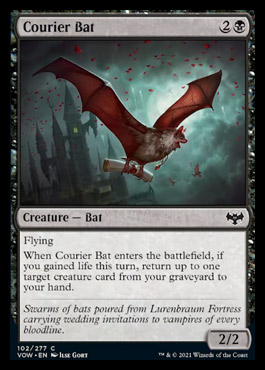 Courier Bat 2
Creature — Bat
Flying
When Courier Bat enters the battlefield, if
you gained life this turn, return up to one
target creature card from your graveyard to
your hand.
Swarms of bats poured from Lurenbraum Fortress
carrying wedding invitations to vampires of every
bloodline.
2/2
102/277 C
VOW • EN Ilse Gort
™ & © 2021 Wizards of the Coast